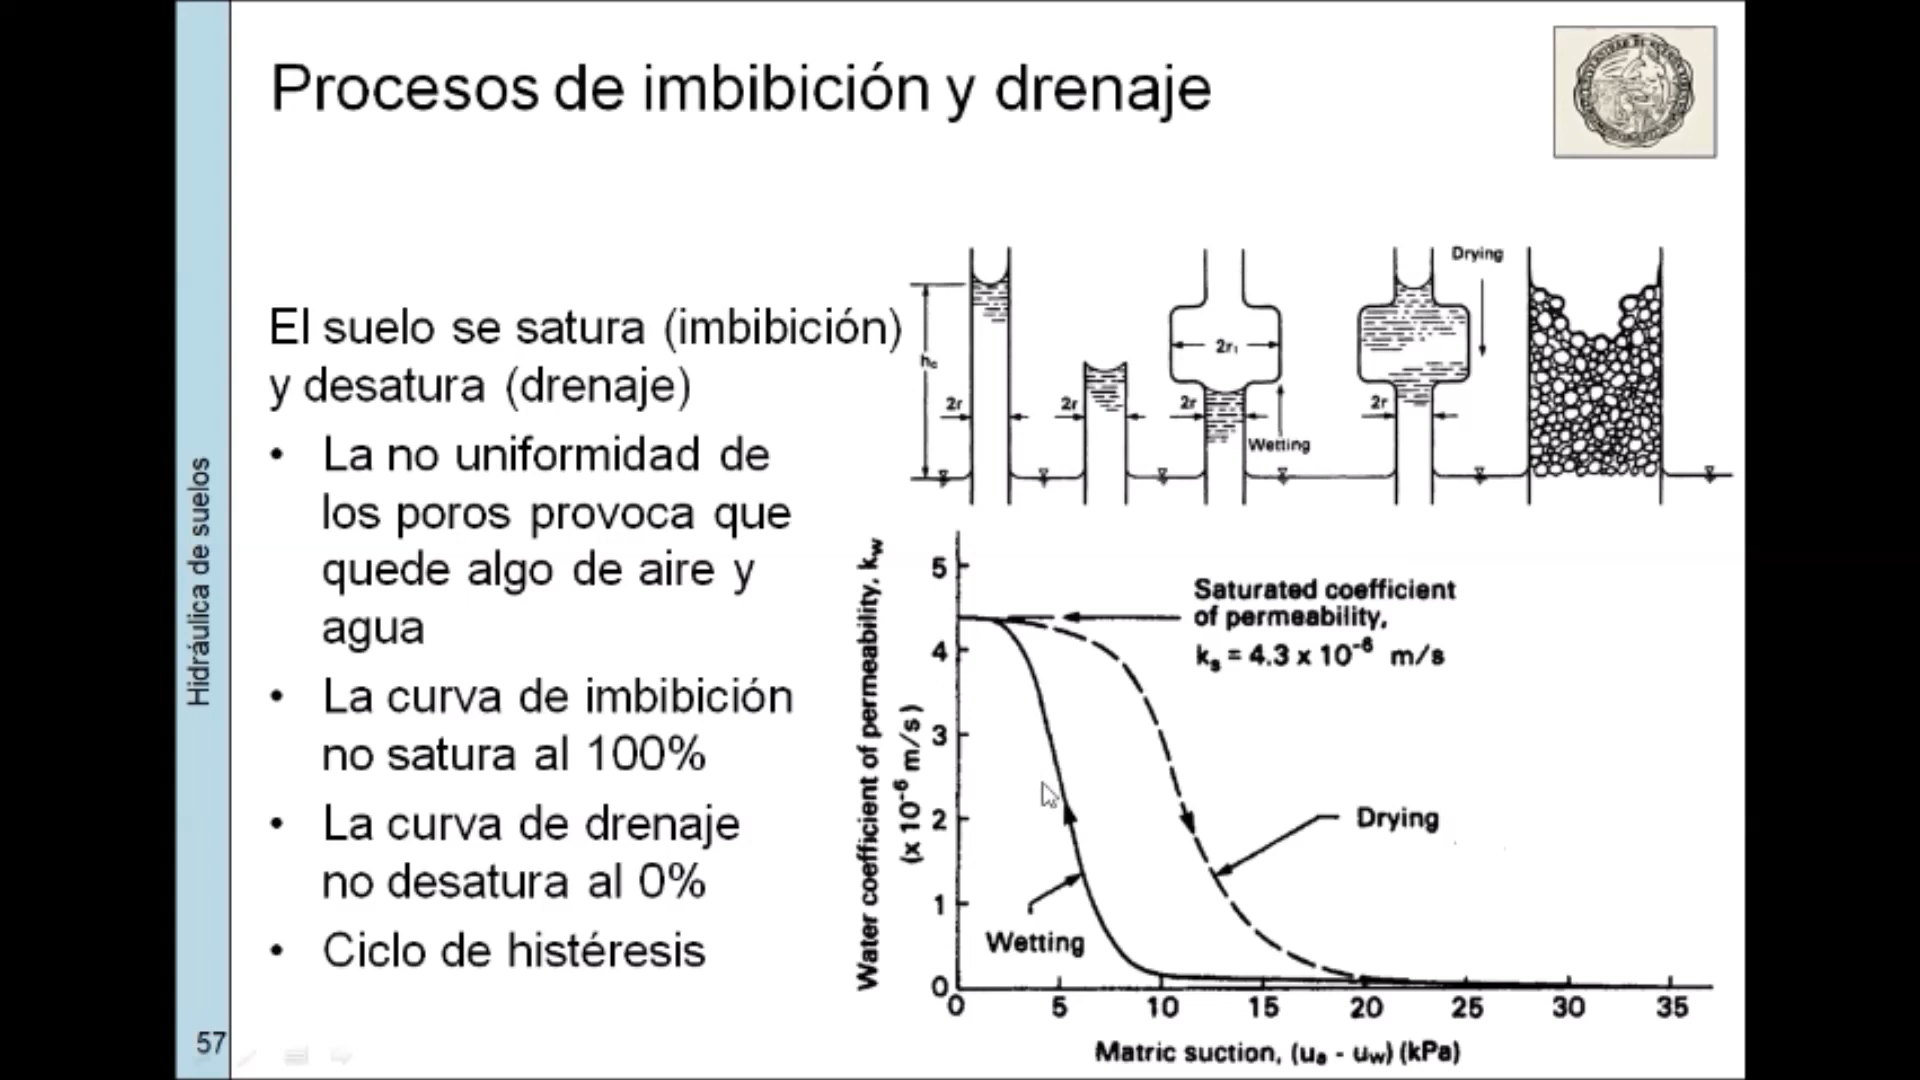 Procesos de imbibición y drenaje
El suelo se satura (imbibición)
y desatura (drenaje)
• La no uniformidad de
los poros provoca que
quede algo de aire y
agua
• La curva de imbibición
no satura al 100%
• La curva de drenaje
no desatura al 0%
• Ciclo de histéresis
Hidráulica de suelos
57
Drying
hc
2r
2r
2r
2r₁
Wetting
2r
Water coefficient of permeability, kw
(x 10⁻⁶ m/s)
5
4
3
2
1
0
Saturated coefficient
of permeability,
ks = 4.3 x 10⁻⁶ m/s
Drying
Wetting
0 5 10 15 20 25 30 35
Matric suction, (ua - uw) (kPa)